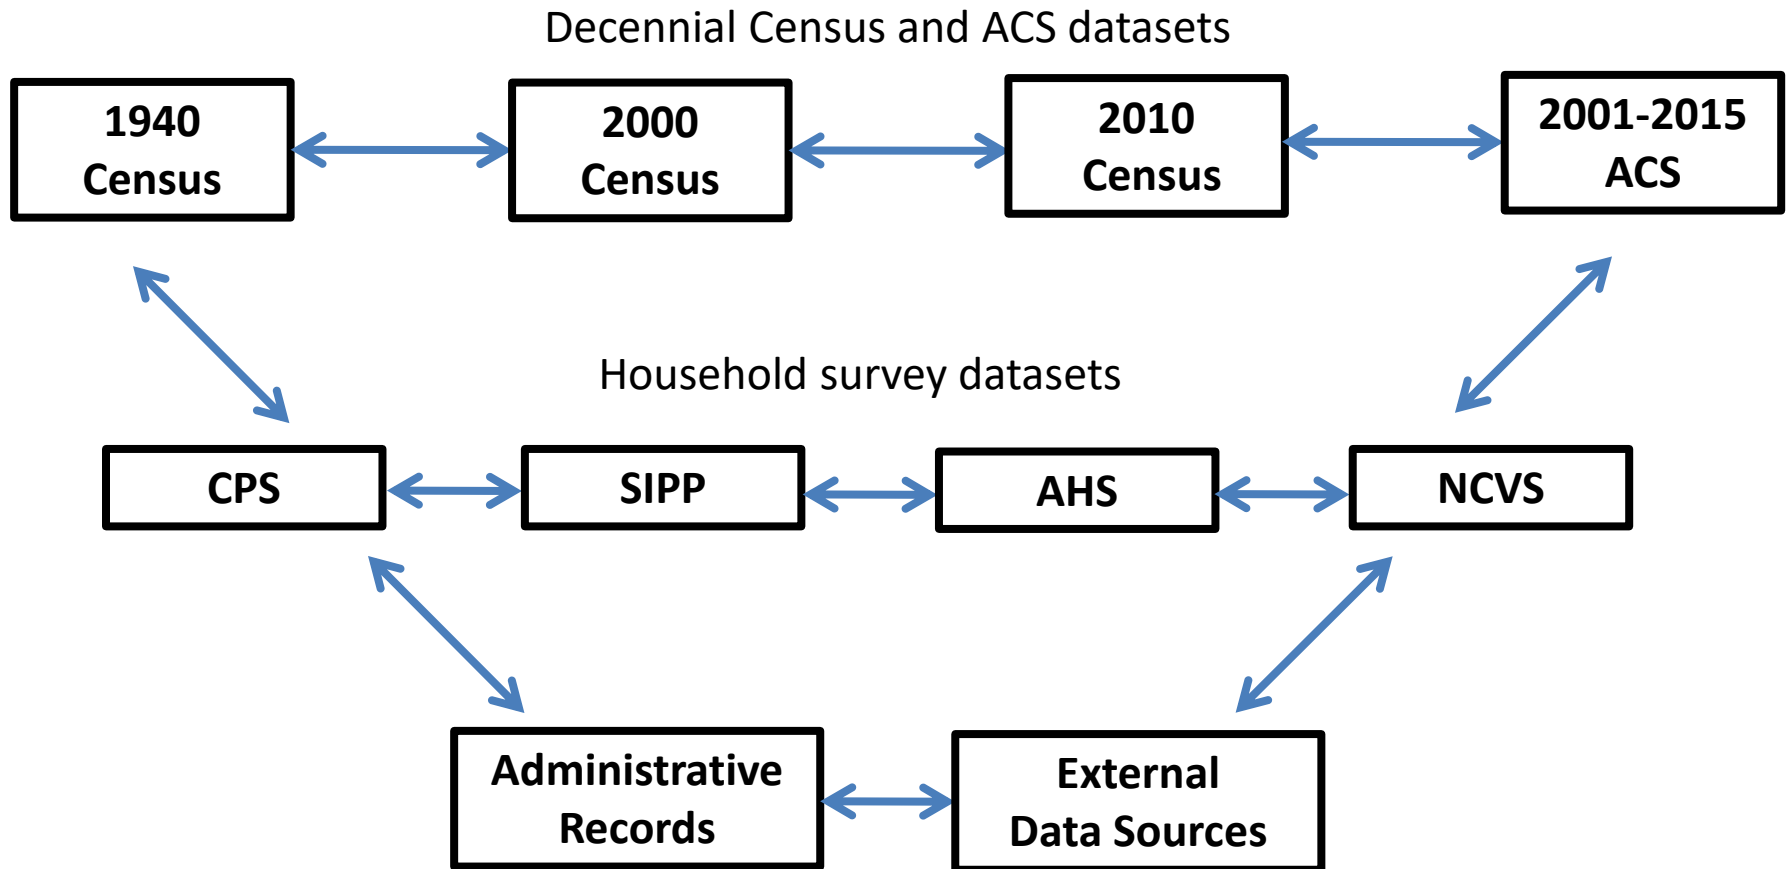 Decennial Census and ACS datasets
1940
Census
2000
Census
2010
Census
2001-2015
ACS
Household survey datasets
CPS
SIPP
AHS
NCVS
Administrative
Records
External
Data Sources